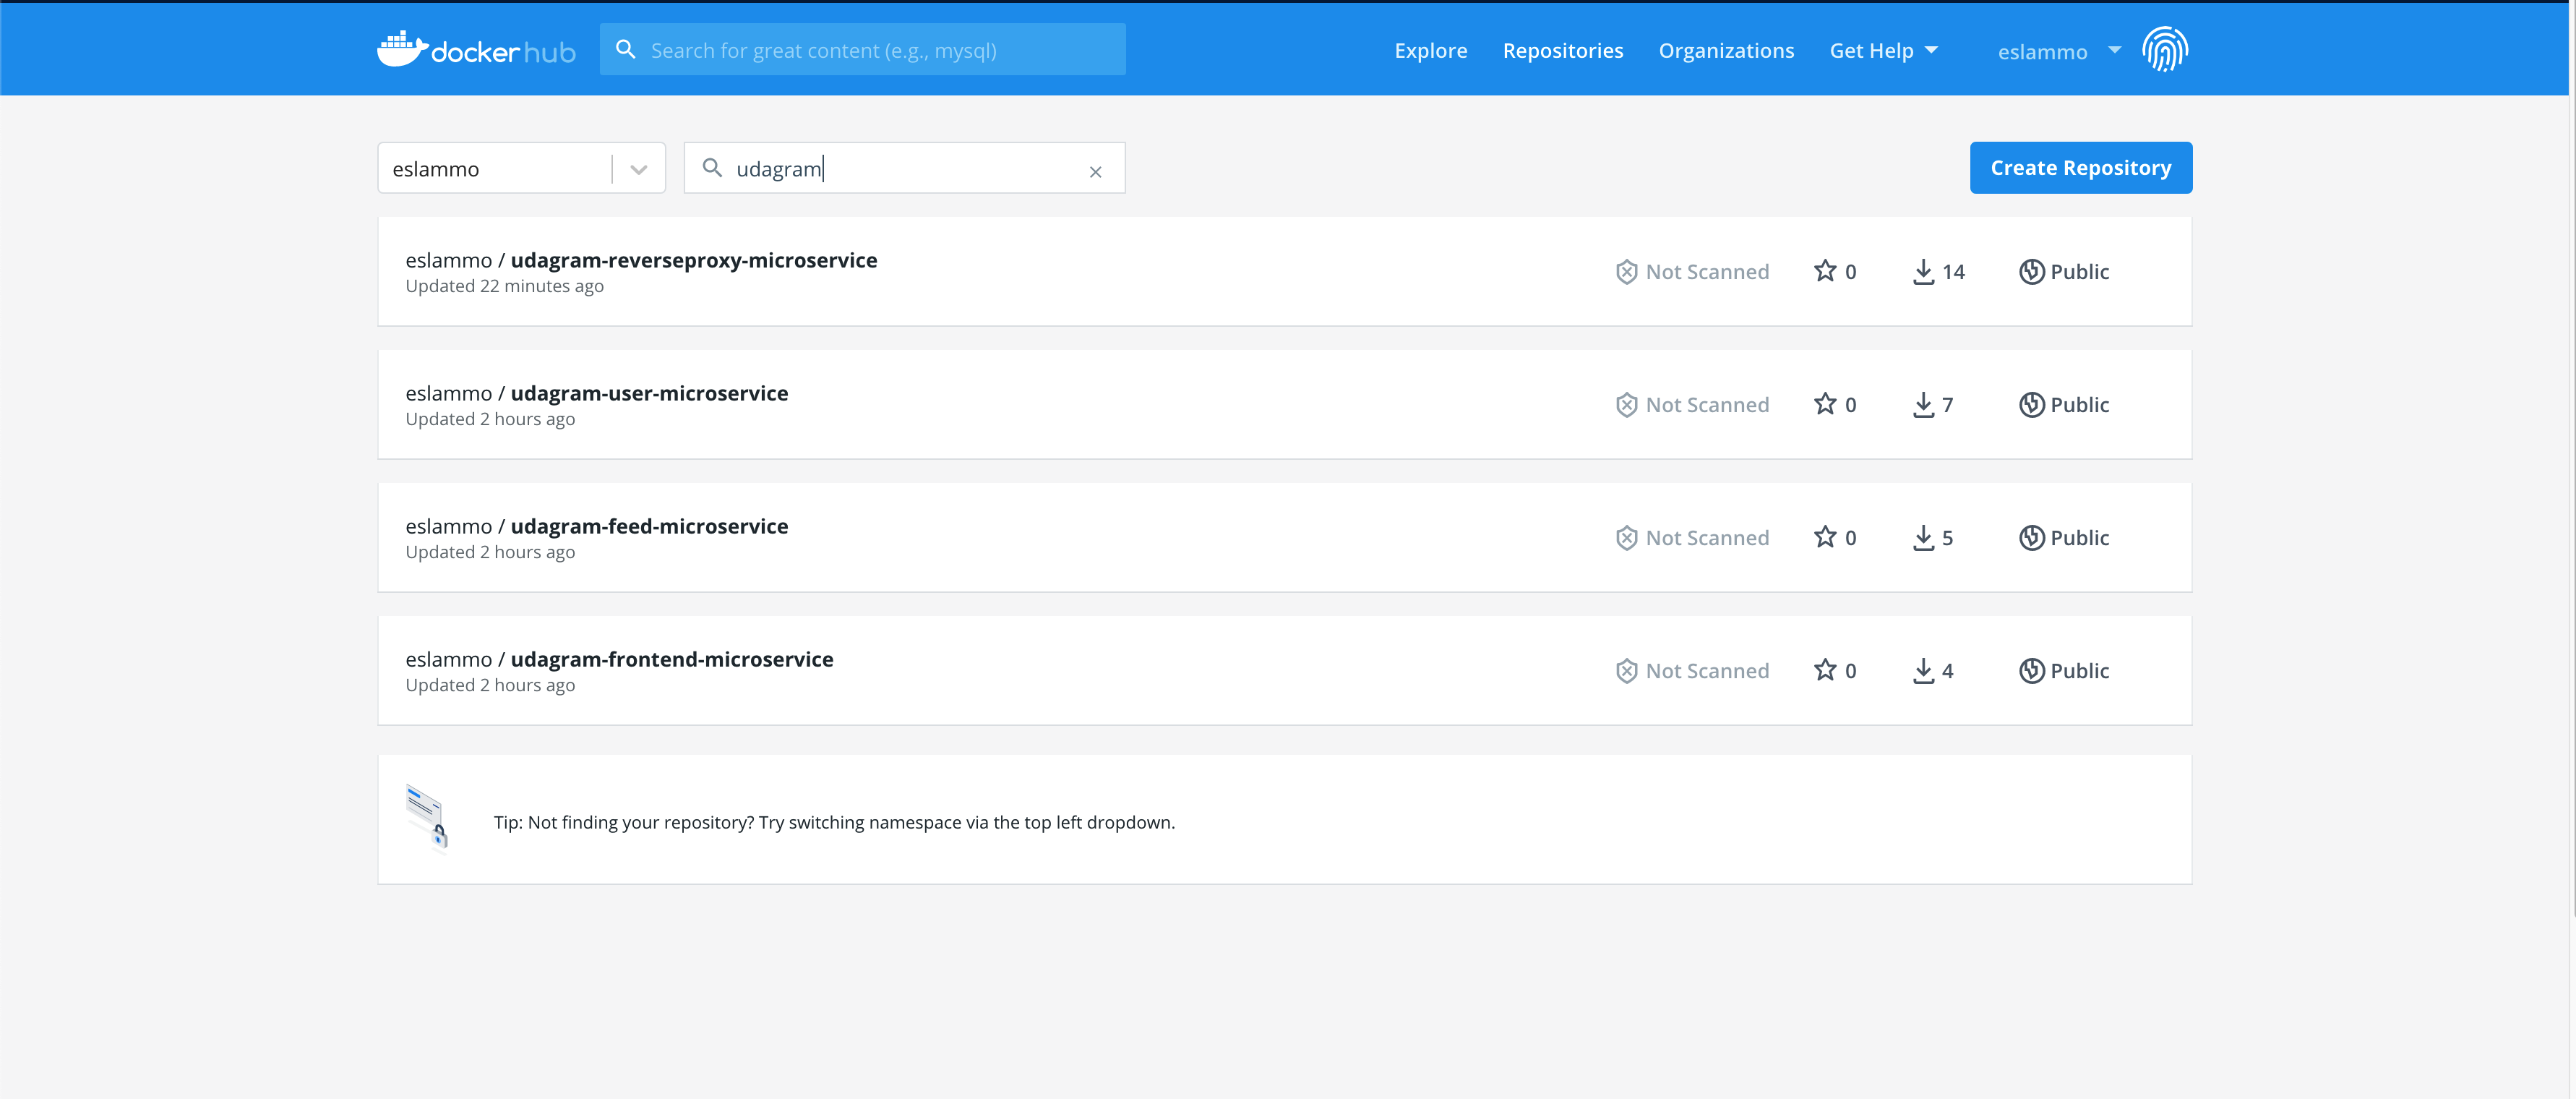 docker hub
Search for great content (e.g., mysql)
Explore
Repositories
Organizations
Get Help
eslammo
eslammo
udagram
Create Repository
eslammo / udagram-reverseproxy-microservice
Updated 22 minutes ago
Not Scanned
0
14
Public
eslammo / udagram-user-microservice
Updated 2 hours ago
Not Scanned
0
7
Public
eslammo / udagram-feed-microservice
Updated 2 hours ago
Not Scanned
0
5
Public
eslammo / udagram-frontend-microservice
Updated 2 hours ago
Not Scanned
0
4
Public
Tip: Not finding your repository? Try switching namespace via the top left dropdown.